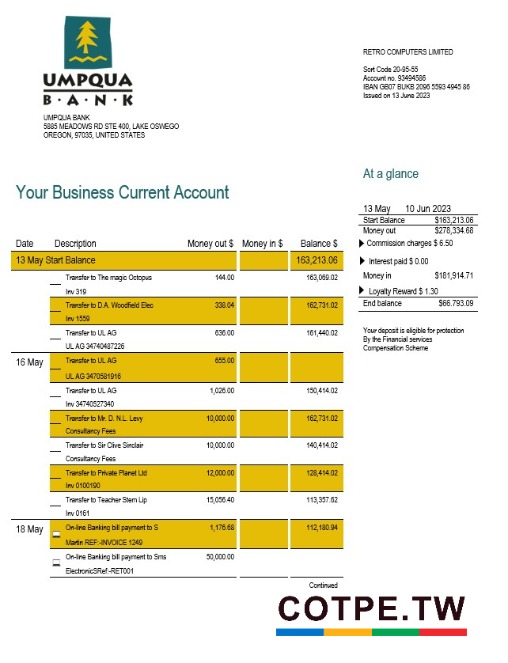 UMPQUA
B·A·N·K
UMPQUA BANK
5885 MEADOWS RD STE 400, LAKE OSWEGO
OREGON, 97035, UNITED STATES
RETRO COMPUTERS LIMITED
Sort Code 20-95-55
Account no. 93494586
IBAN GB07 BUKB 2096 5593 4945 86
Issued on 13 June 2023
At a glance
13 May 10 Jun 2023
Start Balance $163,213.06
Money out $278,334.68
Commission charges $ 6.50
Interest paid $ 0.00
Money in $181,914.71
Loyalty Reward $ 1.30
End balance $66.793.09
Your deposit is eligible for protection
By the Financial services
Compensation Scheme
Your Business Current Account
Date Description Money out $ Money in $ Balance $
13 May Start Balance 163,213.06
Transfer to The magic Octopus 144.00 163,069.02
Inv 319
Transfer to D.A. Woodfield Elec 338.04 162,731.02
Inv 1559
Transfer to UL AG 636.00 161,440.02
UL AG 34740487226
16 May Transfer to UL AG 655.00
UL AG 3470581916
Transfer to UL AG 1,026.00 150,414.02
Inv 34740527340
Transfer to Mr. D. N.L. Levy 10,000.00 162,731.02
Consultancy Fees
Transfer to Sir Clive Sinclair 10,000.00 140,414.02
Consultancy Fees
Transfer to Private Planet Ltd 12,000.00 128,414.02
Inv 0100190
Transfer to Teacher Stem Lip 15,056.40 113,357.62
Inv 0161
18 May On-line Banking bill payment to S 1,176.68 112,180.94
Martin REF:-INVOICE 1249
On-line Banking bill payment to Sms 50,000.00
ElectronicSRef:-RET001
Continued
COTPE.TW